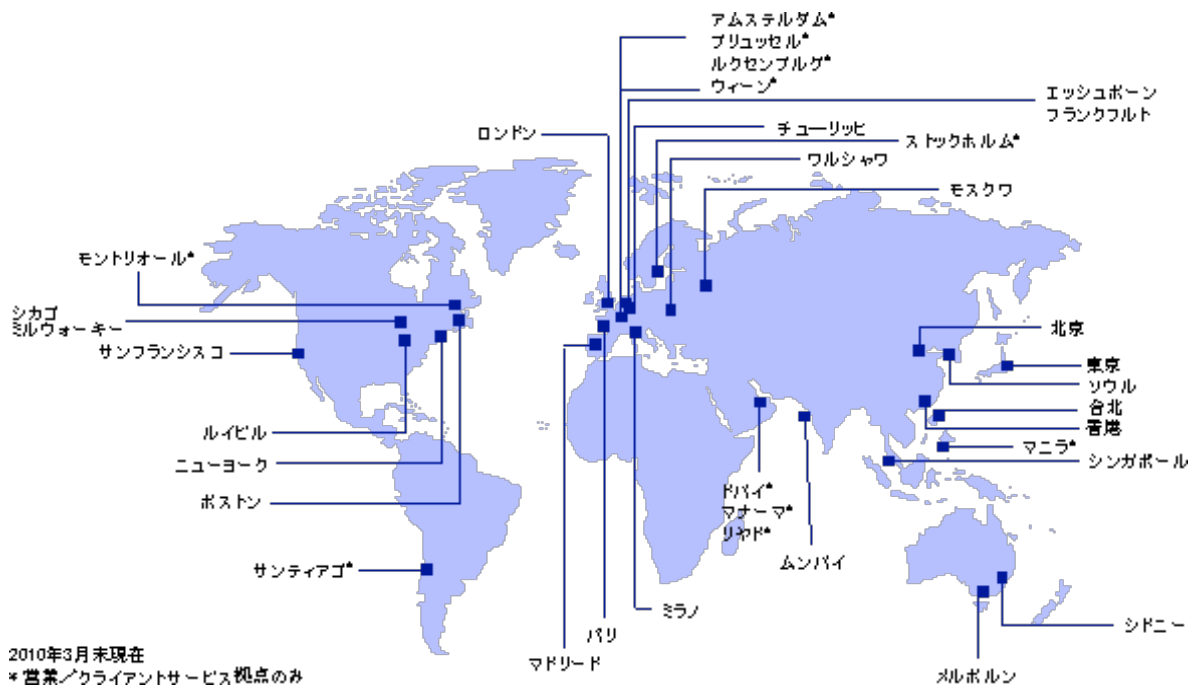 アムステルダム*
ブリュッセル*
ルクセンブルグ*
ウィーン*
エッシュボーン
フランクフルト
ロンドン
チューリッヒ
ストックホルム*
ワルシャワ
モスクワ
モントリオール*
シカゴ
ミルウォーキー
サンフランシスコ
北京
東京
ソウル
台北
香港
マニラ*
シンガポール
ルイビル
ニューヨーク
ボストン
ドバイ*
マナーマ*
リヤド*
ムンバイ
サンティアゴ*
ミラノ
パリ
マドリード
シドニー
メルボルン
2010年3月末現在
* 営業／クライアントサービス拠点のみ